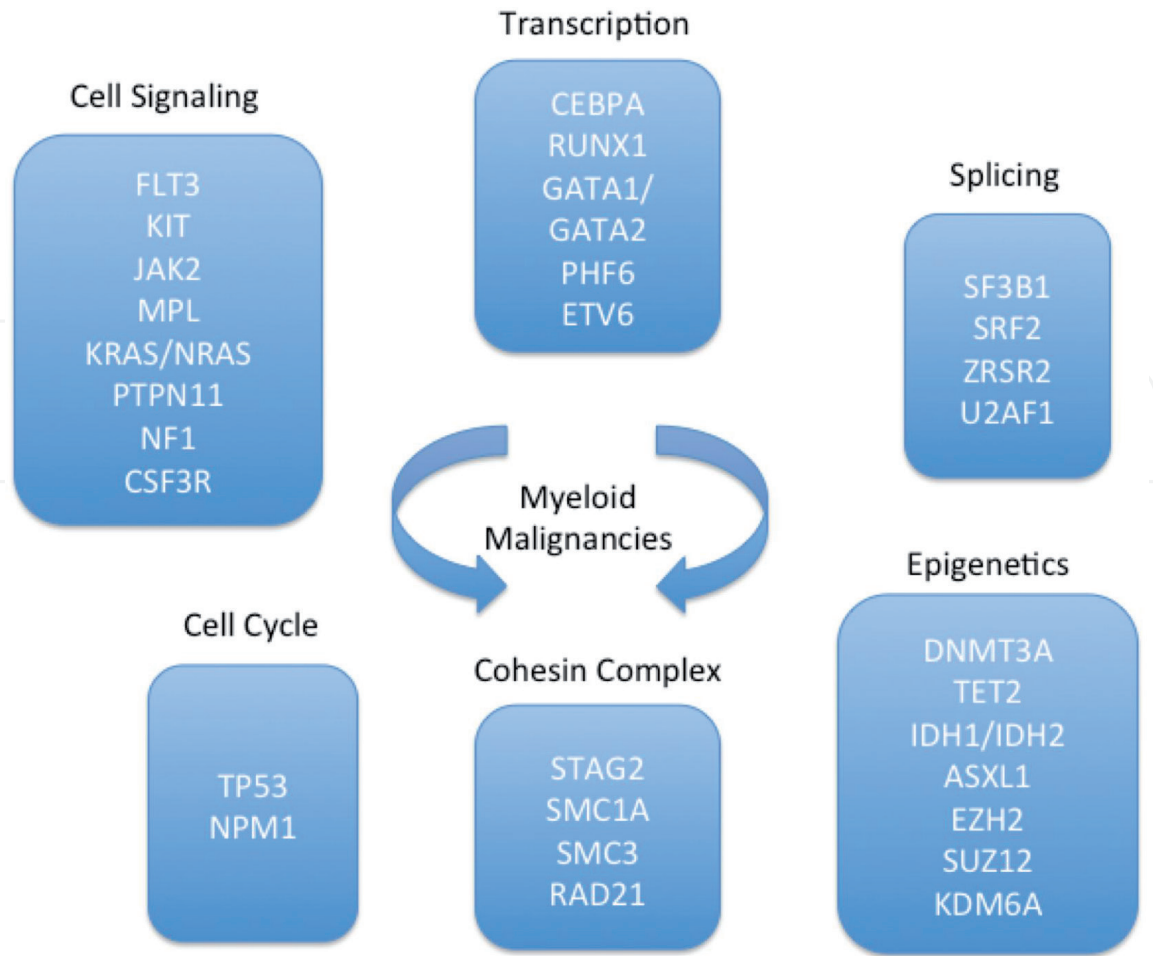 Transcription
CEBPA
RUNX1
GATA1/
GATA2
PHF6
ETV6
Cell Signaling
FLT3
KIT
JAK2
MPL
KRAS/NRAS
PTPN11
NF1
CSF3R
Splicing
SF3B1
SRF2
ZRSR2
U2AF1
Myeloid
Malignancies
Cell Cycle
TP53
NPM1
Cohesin Complex
STAG2
SMC1A
SMC3
RAD21
Epigenetics
DNMT3A
TET2
IDH1/IDH2
ASXL1
EZH2
SUZ12
KDM6A